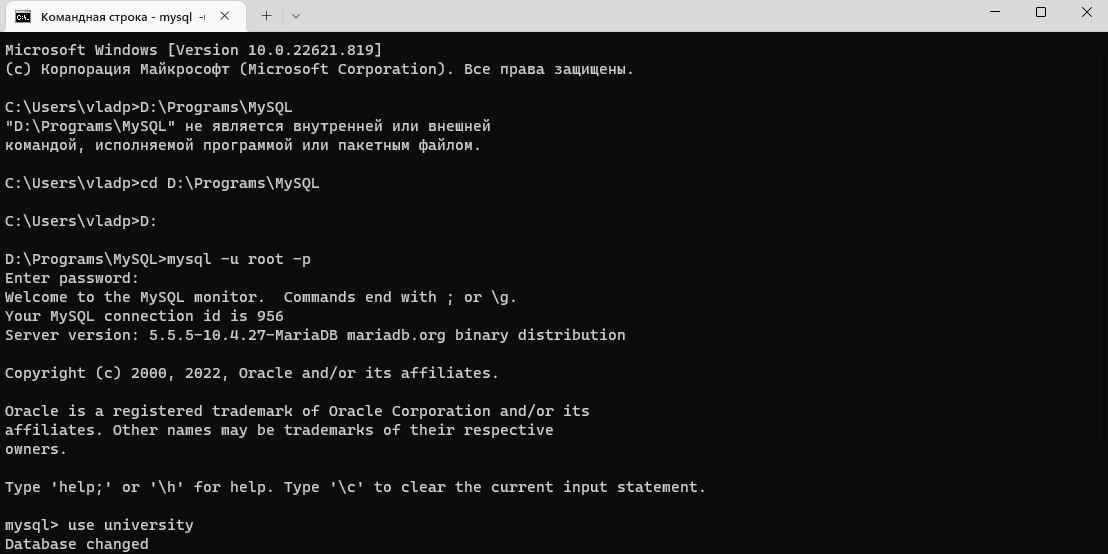 Командная строка - mysql -u
Microsoft Windows [Version 10.0.22621.819]
(c) Корпорация Майкрософт (Microsoft Corporation). Все права защищены.
C:\Users\vladp>D:\Programs\MySQL
"D:\Programs\MySQL" не является внутренней или внешней
командой, исполняемой программой или пакетным файлом.
C:\Users\vladp>cd D:\Programs\MySQL
C:\Users\vladp>D:
D:\Programs\MySQL>mysql -u root -p
Enter password:
Welcome to the MySQL monitor.  Commands end with ; or \g.
Your MySQL connection id is 956
Server version: 5.5.5-10.4.27-MariaDB mariadb.org binary distribution
Copyright (c) 2000, 2022, Oracle and/or its affiliates.
Oracle is a registered trademark of Oracle Corporation and/or its
affiliates. Other names may be trademarks of their respective
owners.
Type 'help;' or '\h' for help. Type '\c' to clear the current input statement.
mysql> use university
Database changed